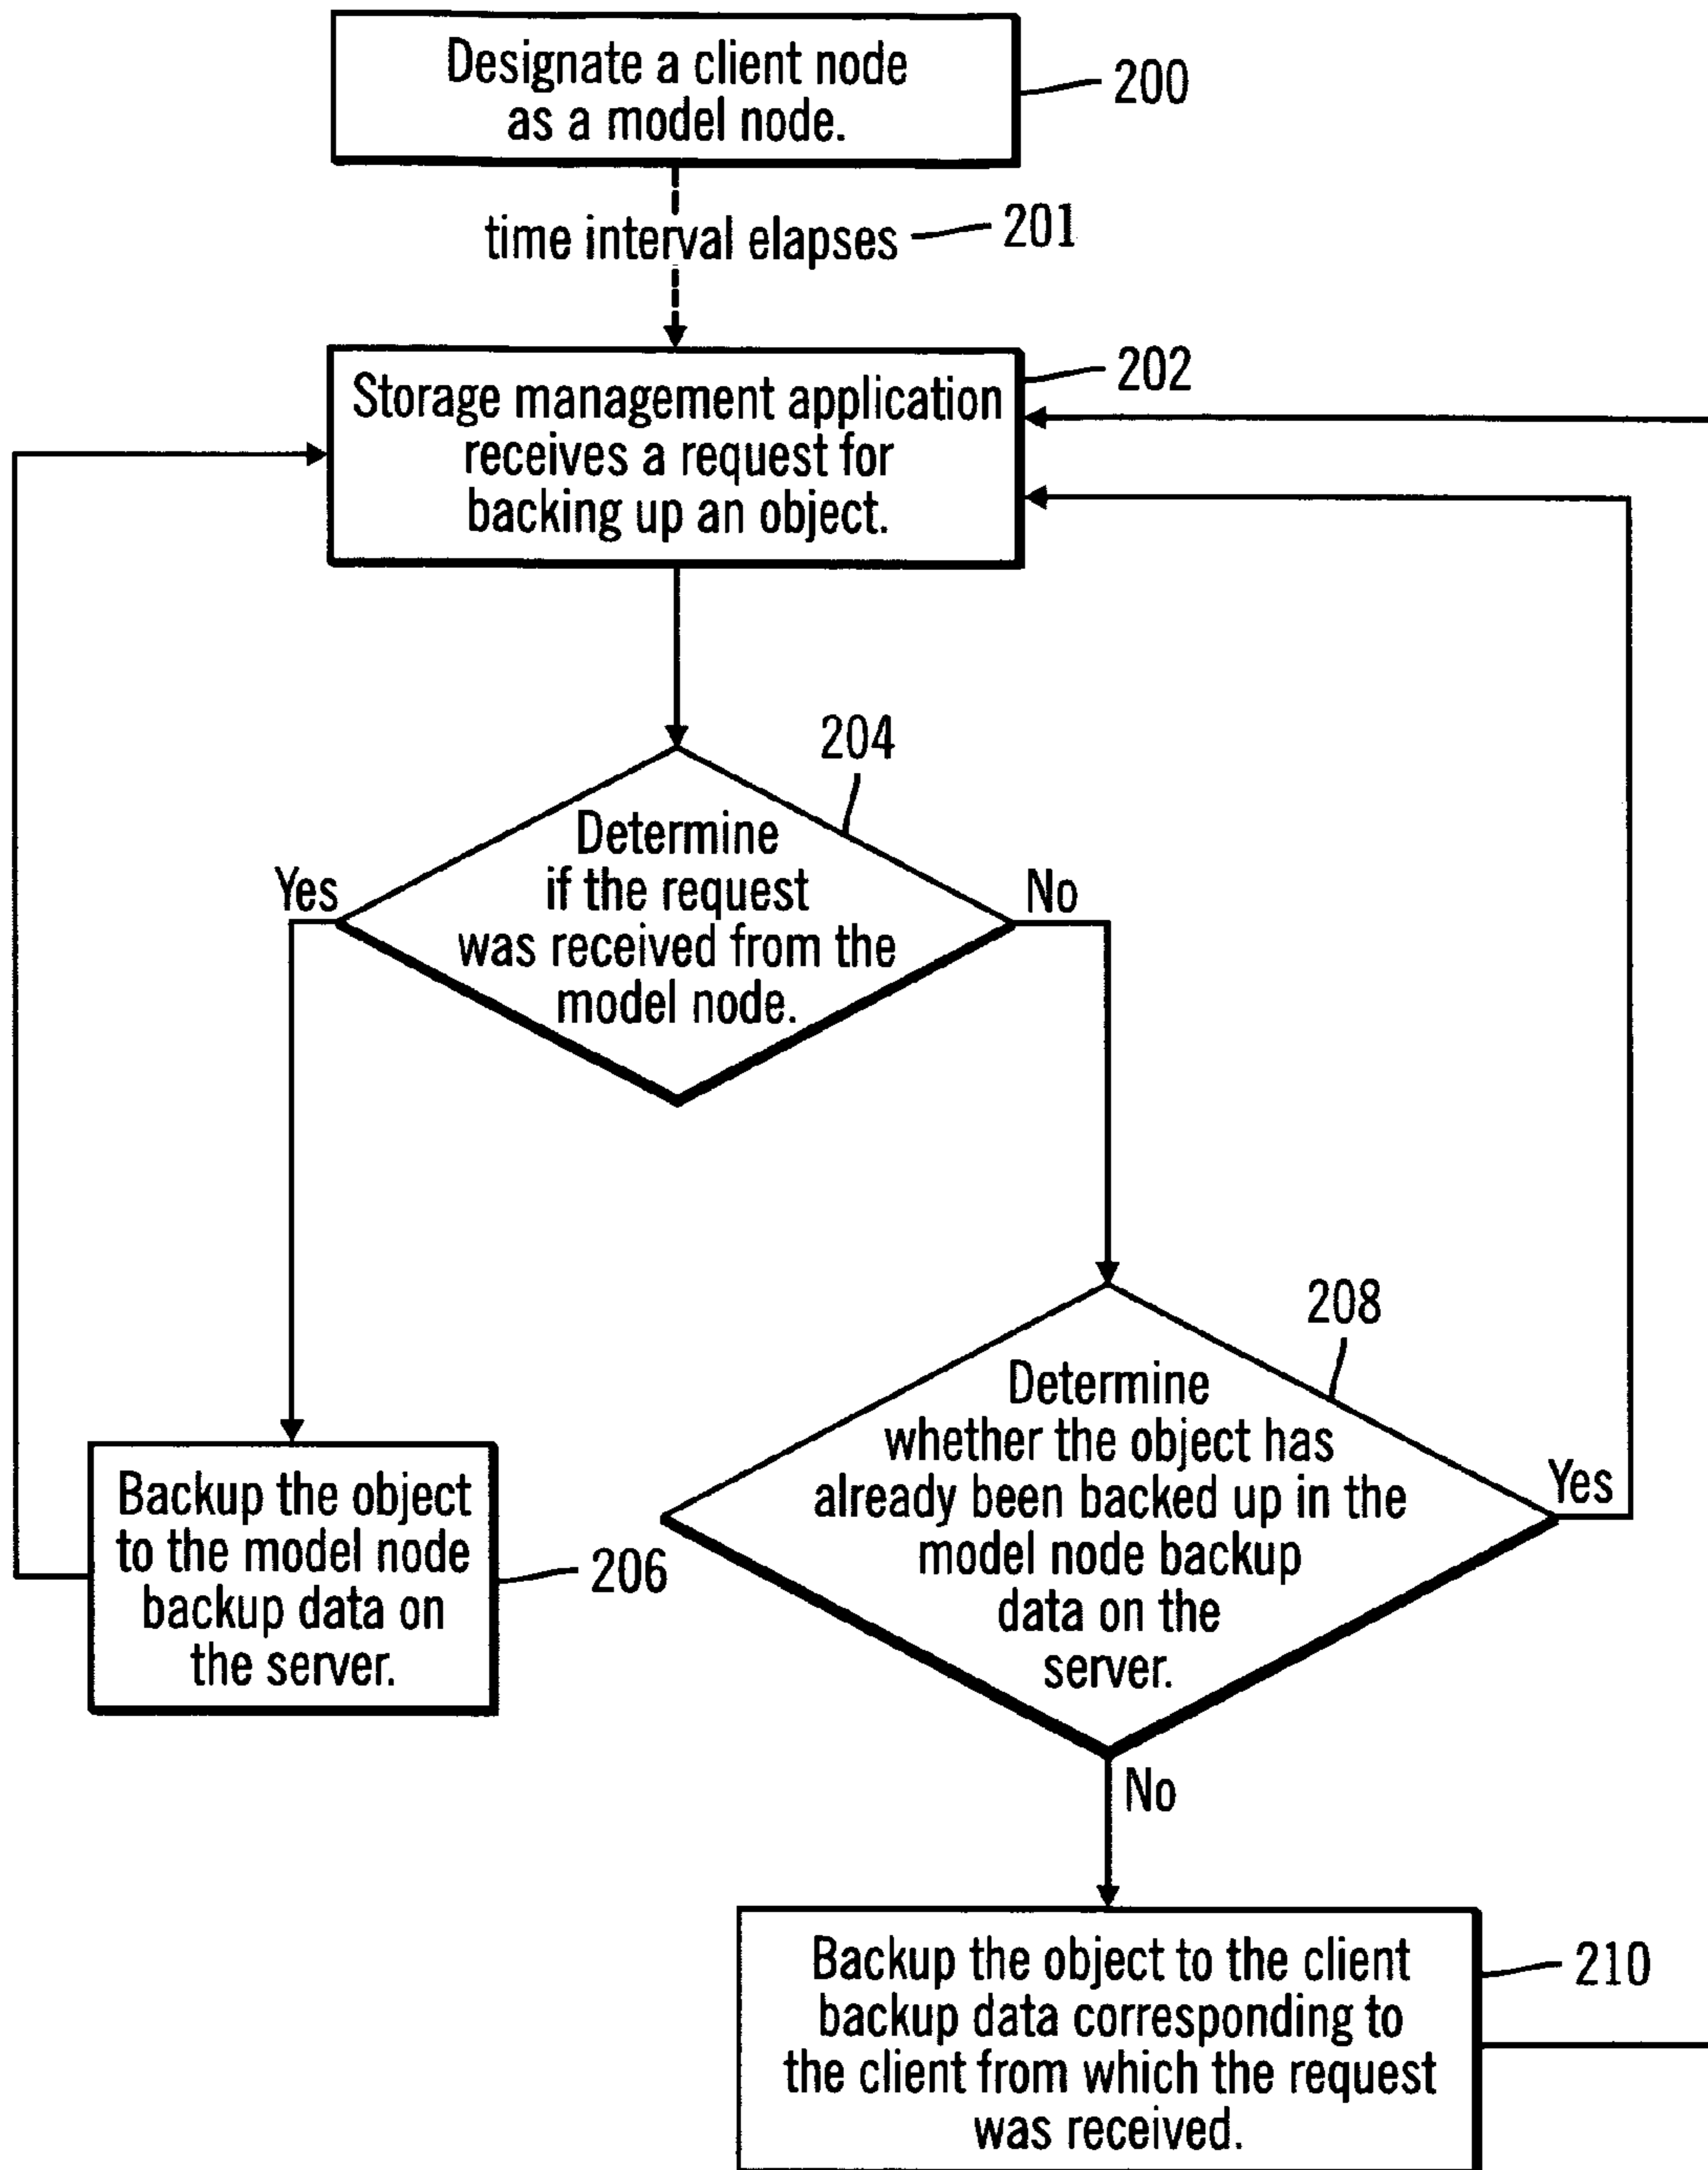 Designate a client node
as a model node.
200
time interval elapses
201
Storage management application
receives a request for
backing up an object.
202
204
Determine
if the request
was received from the
model node.
Yes
No
208
Determine
whether the object has
already been backed up in the
model node backup
data on the
server.
Yes
No
Backup the object
to the model node
backup data on
the server.
206
Backup the object to the client
backup data corresponding to
the client from which the request
was received.
210